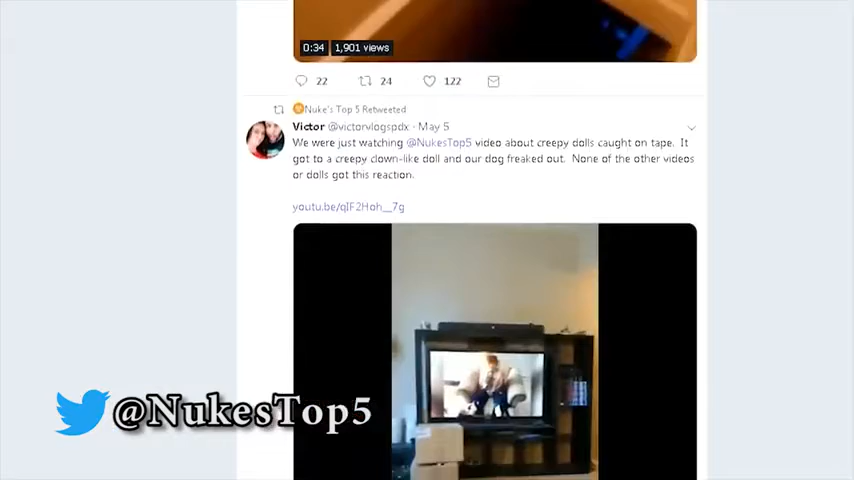 0:34 1,901 views
22 24 122
Nuke's Top 5 Retweeted
Victor @victorvlogspdx · May 5
We were just watching @NukesTop5 video about creepy dolls caught on tape. It
got to a creepy clown-like doll and our dog freaked out. None of the other videos
or dolls got this reaction.
youtu.be/qIF2Hoh__7g
@NukesTop5